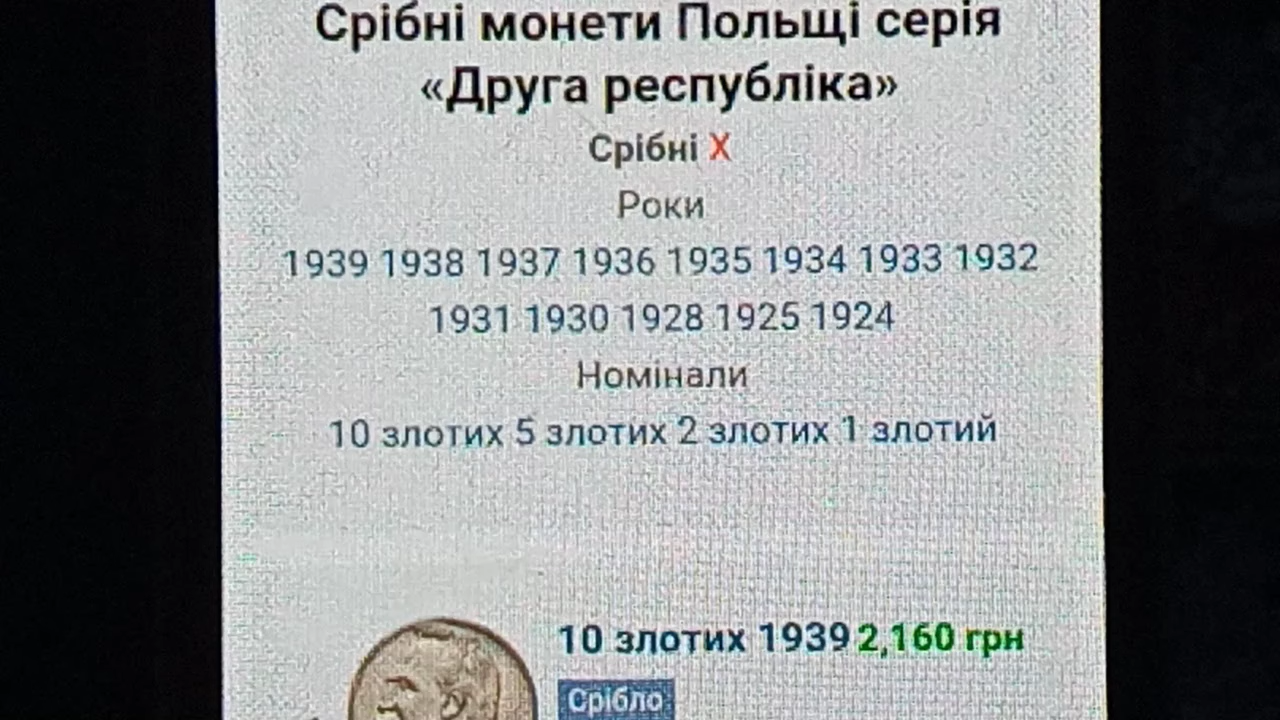 Срібні монети Польщі серія
«Друга республіка»
Срібні X
Роки
1939 1938 1937 1936 1935 1934 1933 1932
1931 1930 1928 1925 1924
Номінали
10 злотих 5 злотих 2 злотих 1 злотий
10 злотих 1939 2,160 грн
Срібло